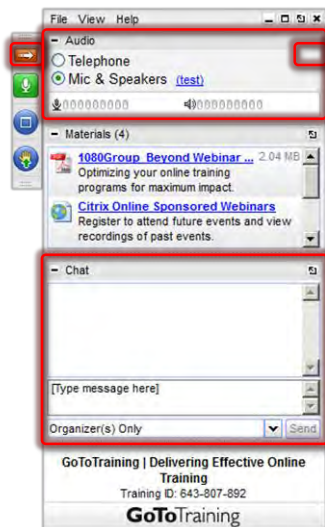 File View Help
Audio
Telephone
Mic & Speakers (test)
Materials (4)
1080Group_Beyond Webinar ... 2.04 MB
Optimizing your online training
programs for maximum impact.
Citrix Online Sponsored Webinars
Register to attend future events and view
recordings of past events.
Chat
[Type message here]
Organizer(s) Only Send
GoToTraining | Delivering Effective Online
Training
Training ID: 643-807-892
GoToTraining